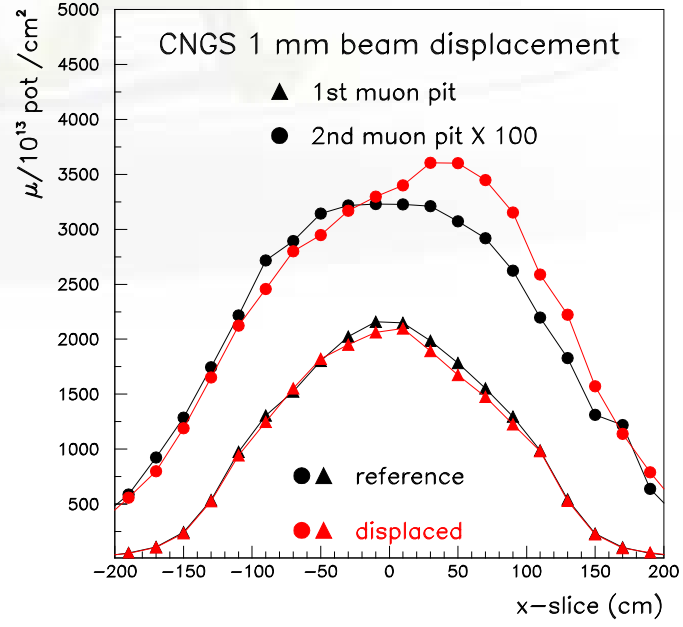 CNGS 1 mm beam displacement
1st muon pit
2nd muon pit X 100
μ/10¹³ pot /cm²
5000
4500
4000
3500
3000
2500
2000
1500
1000
500
reference
displaced
−200 −150 −100 −50 0 50 100 150 200
x−slice (cm)